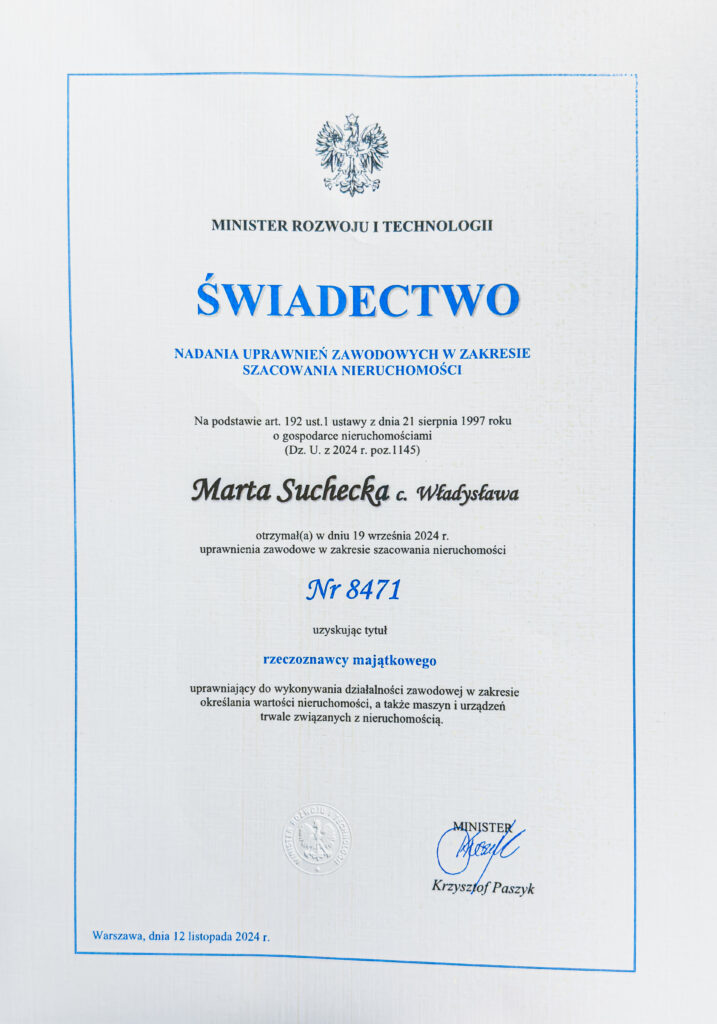 MINISTER ROZWOJU I TECHNOLOGII
ŚWIADECTWO
NADANIA UPRAWNIEŃ ZAWODOWYCH W ZAKRESIE
SZACOWANIA NIERUCHOMOŚCI
Na podstawie art. 192 ust.1 ustawy z dnia 21 sierpnia 1997 roku
o gospodarce nieruchomościami
(Dz. U. z 2024 r. poz.1145)
Marta Suchecka c. Władysława
otrzymał(a) w dniu 19 września 2024 r.
uprawnienia zawodowe w zakresie szacowania nieruchomości
Nr 8471
uzyskując tytuł
rzeczoznawcy majątkowego
uprawniający do wykonywania działalności zawodowej w zakresie
określania wartości nieruchomości, a także maszyn i urządzeń
trwale związanych z nieruchomością.
MINISTER ROZWOJU I TECHNOLOGII
MINISTER
Krzysztof Paszyk
Warszawa, dnia 12 listopada 2024 r.